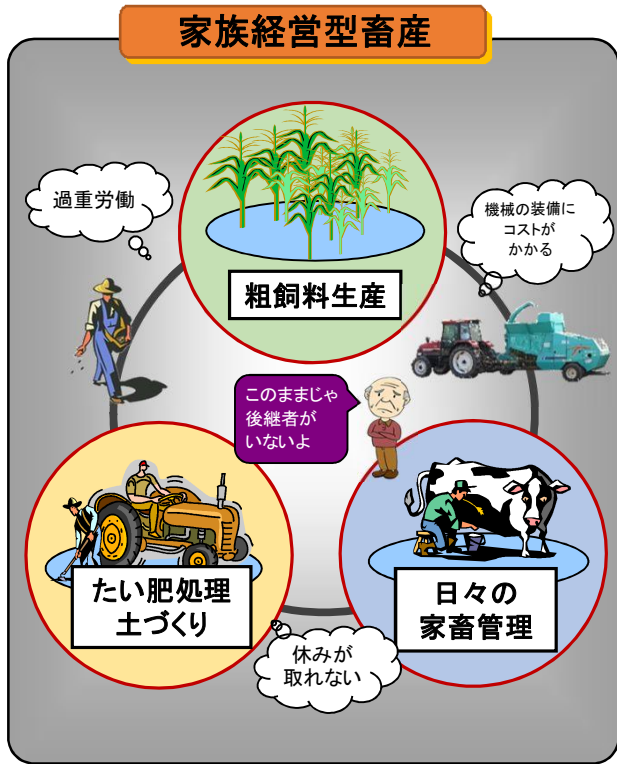 家族経営型畜産
過重労働
機械の装備に
コストが
かかる
粗飼料生産
このままじゃ
後継者が
いないよ
たい肥処理
土づくり
日々の
家畜管理
休みが
取れない